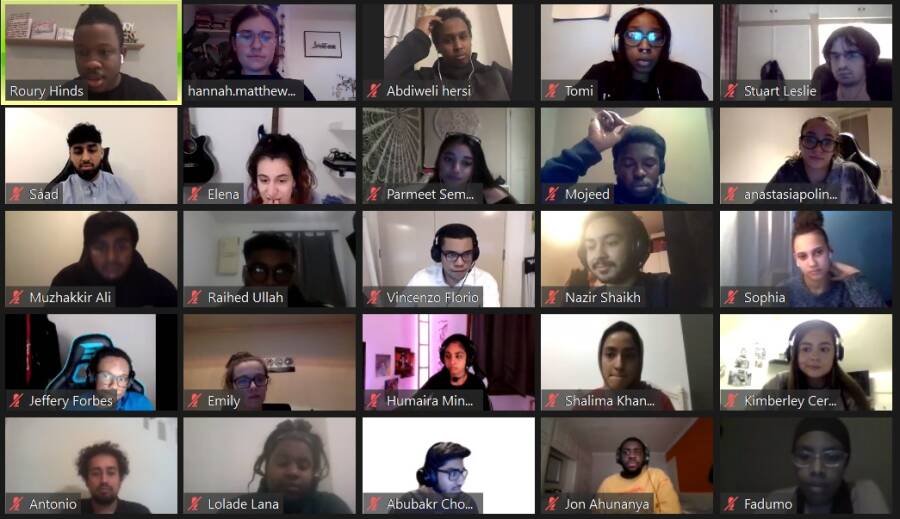 Roury Hinds
hannah.matthew...
Abdiweli hersi
Tomi
Stuart Leslie
Saad
Elena
Parmeet Sem...
Mojeed
anastasiapolin...
Muzhakkir Ali
Raihed Ullah
Vincenzo Florio
Nazir Shaikh
Sophia
Jeffery Forbes
Emily
Humaira Min...
Shalima Khan...
Kimberley Cer...
Antonio
Lolade Lana
Abubakr Cho...
Jon Ahunanya
Fadumo